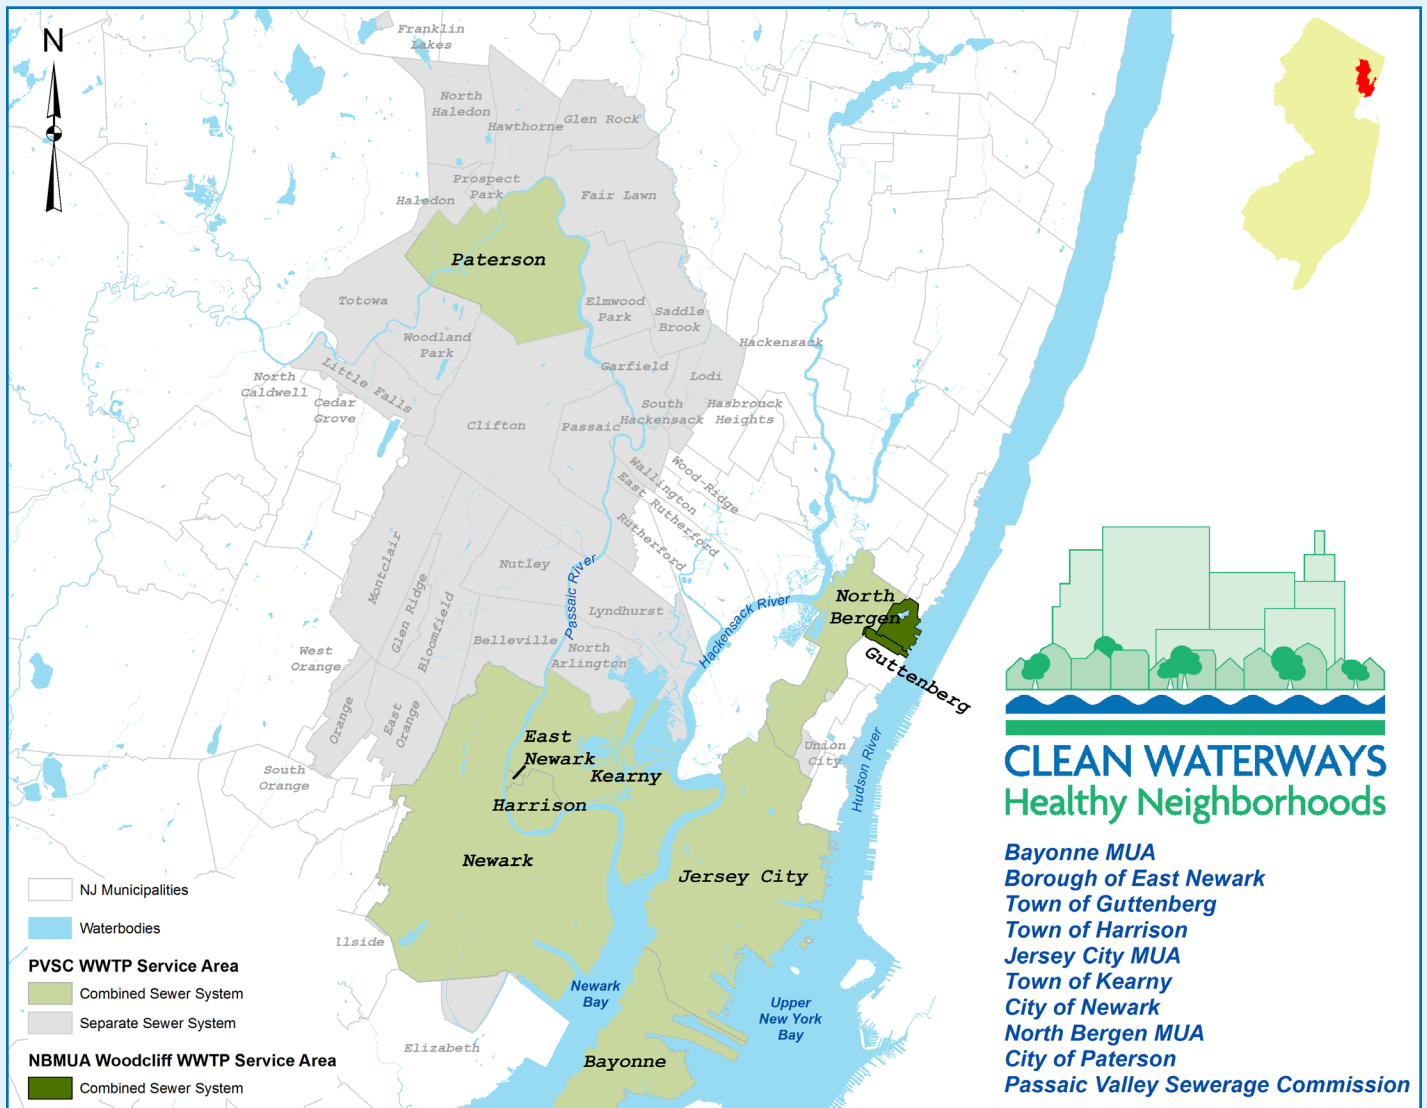 N
Franklin
Lakes
North
Haledon
Hawthorne
Glen Rock
Prospect
Park
Haledon
Fair Lawn
Paterson
Totowa
Elmwood
Park
Saddle
Brook
Woodland
Park
Hackensack
Little Falls
Garfield
Lodi
North
Caldwell
Cedar
Grove
South
Hackensack
Hasbrouck
Heights
Clifton
Passaic
Wood-Ridge
Wallington
East Rutherford
Rutherford
Montclair
Nutley
Passaic River
Glen Ridge
Bloomfield
Lyndhurst
Hackensack River
North
Bergen
Belleville
North
Arlington
West
Orange
Guttenberg
Orange
East
Orange
East
Newark
Union
City
Hudson River
South
Orange
Kearny
Harrison
Newark
Jersey City
llside
Newark
Bay
Upper
New York
Bay
Elizabeth
Bayonne
NJ Municipalities
Waterbodies
PVSC WWTP Service Area
Combined Sewer System
Separate Sewer System
NBMUA Woodcliff WWTP Service Area
Combined Sewer System
CLEAN WATERWAYS
Healthy Neighborhoods
Bayonne MUA
Borough of East Newark
Town of Guttenberg
Town of Harrison
Jersey City MUA
Town of Kearny
City of Newark
North Bergen MUA
City of Paterson
Passaic Valley Sewerage Commission